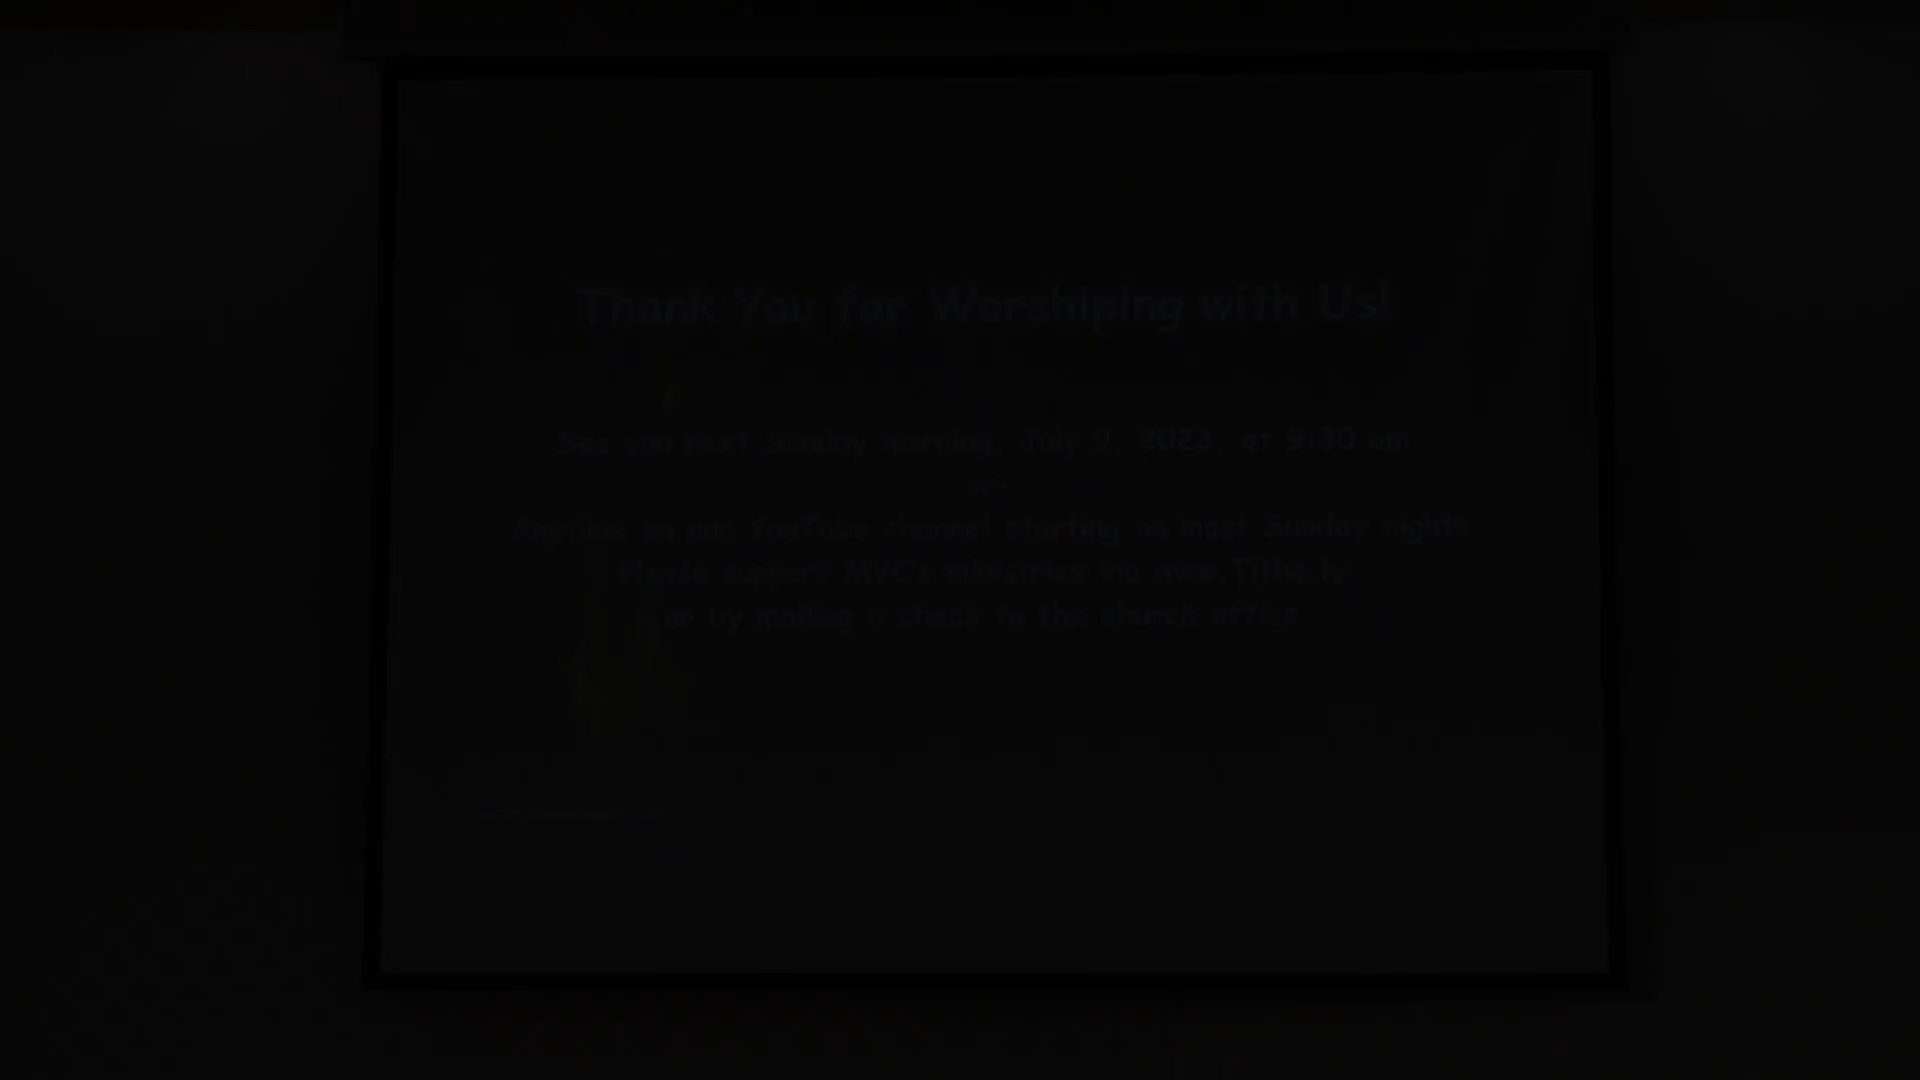 Thank You for Worshiping with Us!
See you next Sunday morning, July 9, 2023, at 9:30 am
-or-
Anytime on our YouTube channel starting on most Sunday nights
Please support MVC's ministries via www.Tithe.ly
or by mailing a check to the church office